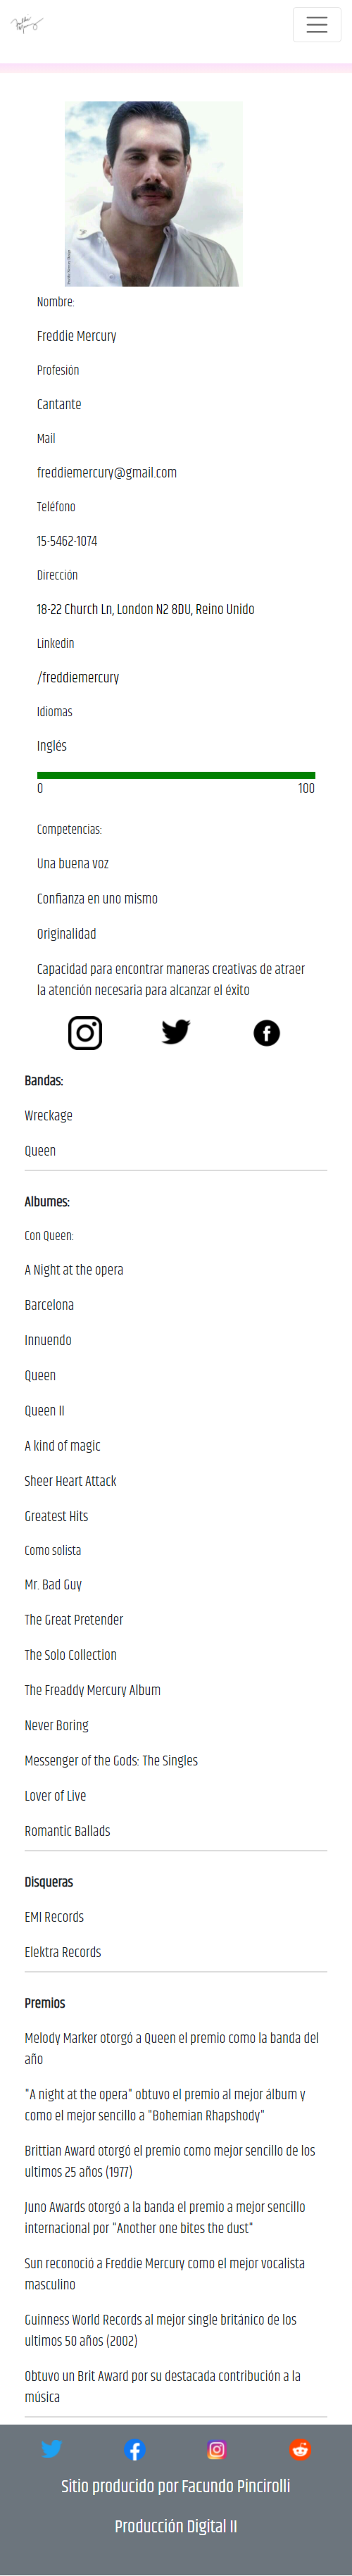 Nombre:
Freddie Mercury
Profesión
Cantante
Mail
freddiemercury@gmail.com
Teléfono
15-5462-1074
Dirección
18-22 Church Ln, London N2 8DU, Reino Unido
Linkedin
/freddiemercury
Idiomas
Inglés
0 100
Competencias:
Una buena voz
Confianza en uno mismo
Originalidad
Capacidad para encontrar maneras creativas de atraer
la atención necesaria para alcanzar el éxito
Bandas:
Wreckage
Queen
Albumes:
Con Queen:
A Night at the opera
Barcelona
Innuendo
Queen
Queen II
A kind of magic
Sheer Heart Attack
Greatest Hits
Como solista
Mr. Bad Guy
The Great Pretender
The Solo Collection
The Freaddy Mercury Album
Never Boring
Messenger of the Gods: The Singles
Lover of Live
Romantic Ballads
Disqueras
EMI Records
Elektra Records
Premios
Melody Marker otorgó a Queen el premio como la banda del
año
"A night at the opera" obtuvo el premio al mejor álbum y
como el mejor sencillo a "Bohemian Rhapshody"
Brittian Award otorgó el premio como mejor sencillo de los
ultimos 25 años (1977)
Juno Awards otorgó a la banda el premio a mejor sencillo
internacional por "Another one bites the dust"
Sun reconoció a Freddie Mercury como el mejor vocalista
masculino
Guinness World Records al mejor single británico de los
ultimos 50 años (2002)
Obtuvo un Brit Award por su destacada contribución a la
música
Sitio producido por Facundo Pincirolli
Producción Digital II